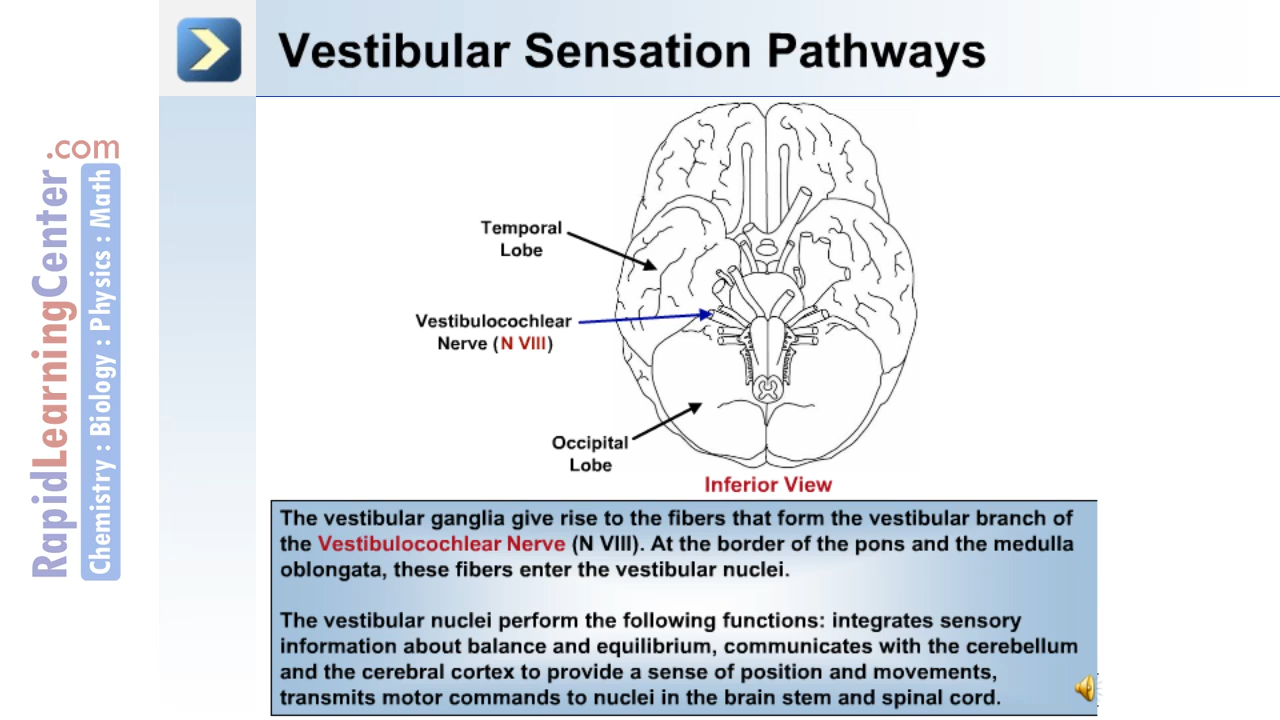 Vestibular Sensation Pathways
RapidLearningCenter.com
Chemistry : Biology : Physics : Math
Temporal
Lobe
Vestibulocochlear
Nerve (N VIII)
Occipital
Lobe
Inferior View
The vestibular ganglia give rise to the fibers that form the vestibular branch of
the Vestibulocochlear Nerve (N VIII). At the border of the pons and the medulla
oblongata, these fibers enter the vestibular nuclei.
The vestibular nuclei perform the following functions: integrates sensory
information about balance and equilibrium, communicates with the cerebellum
and the cerebral cortex to provide a sense of position and movements,
transmits motor commands to nuclei in the brain stem and spinal cord.